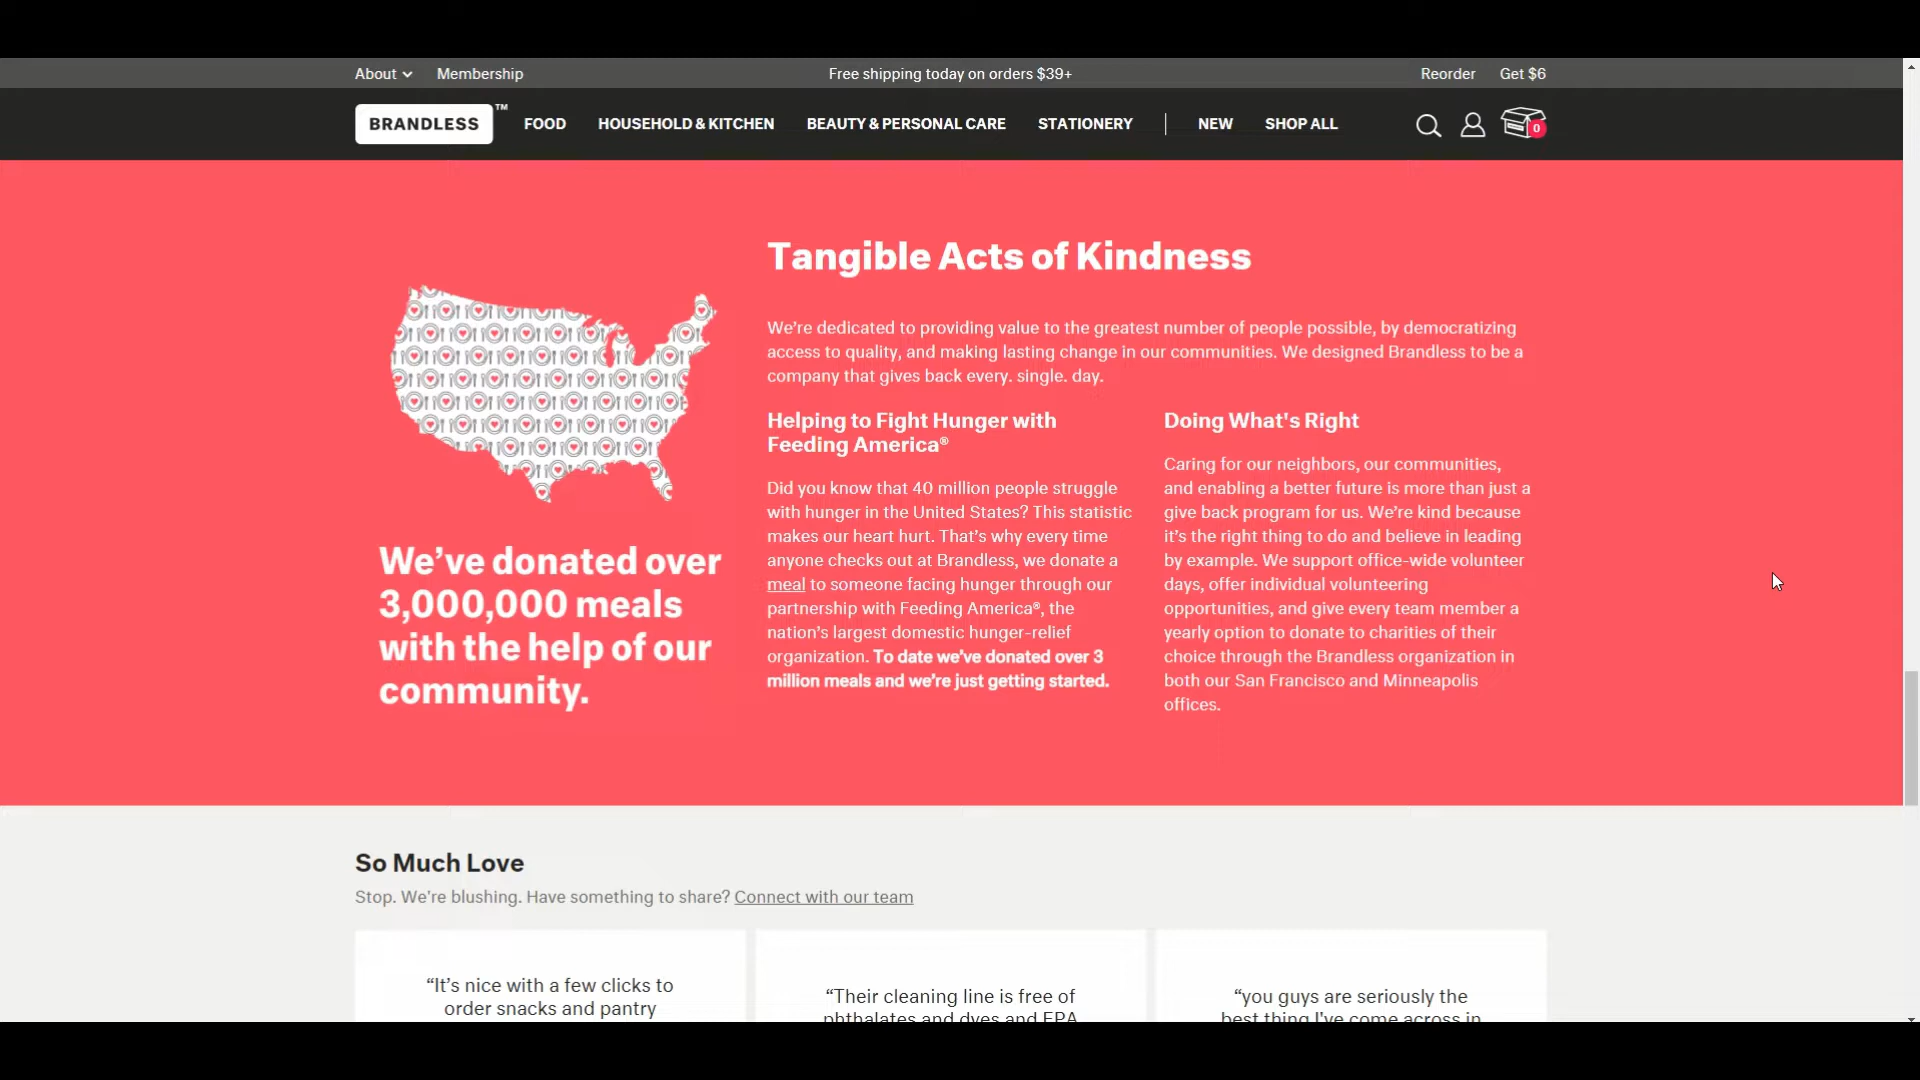 About
Membership
Free shipping today on orders $39+
Reorder
Get $6
BRANDLESS™
FOOD
HOUSEHOLD & KITCHEN
BEAUTY & PERSONAL CARE
STATIONERY
NEW
SHOP ALL
0
We've donated over
3,000,000 meals
with the help of our
community.
Tangible Acts of Kindness
We're dedicated to providing value to the greatest number of people possible, by democratizing
access to quality, and making lasting change in our communities. We designed Brandless to be a
company that gives back every. single. day.
Helping to Fight Hunger with
Feeding America®
Did you know that 40 million people struggle
with hunger in the United States? This statistic
makes our heart hurt. That's why every time
anyone checks out at Brandless, we donate a
meal to someone facing hunger through our
partnership with Feeding America®, the
nation's largest domestic hunger-relief
organization. To date we've donated over 3
million meals and we're just getting started.
Doing What's Right
Caring for our neighbors, our communities,
and enabling a better future is more than just a
give back program for us. We're kind because
it's the right thing to do and believe in leading
by example. We support office-wide volunteer
days, offer individual volunteering
opportunities, and give every team member a
yearly option to donate to charities of their
choice through the Brandless organization in
both our San Francisco and Minneapolis
offices.
So Much Love
Stop. We're blushing. Have something to share? Connect with our team
“It's nice with a few clicks to
order snacks and pantry
“Their cleaning line is free of
phthalates and dyes and EPA
“you guys are seriously the
best thing I've come across in